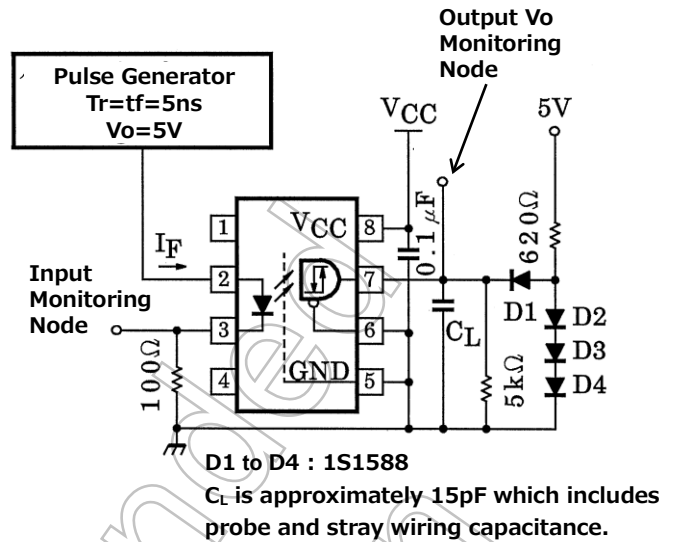 Output Vo
Monitoring
Node
Pulse Generator
Tr=tf=5ns
Vo=5V
VCC
5V
0.1 μF
620Ω
1
VCC
8
IF
2
7
Input
Monitoring
Node
D1
D2
3
6
CL
D3
100Ω
4
GND
5
5kΩ
D4
D1 to D4 : 1S1588
CL is approximately 15pF which includes
probe and stray wiring capacitance.